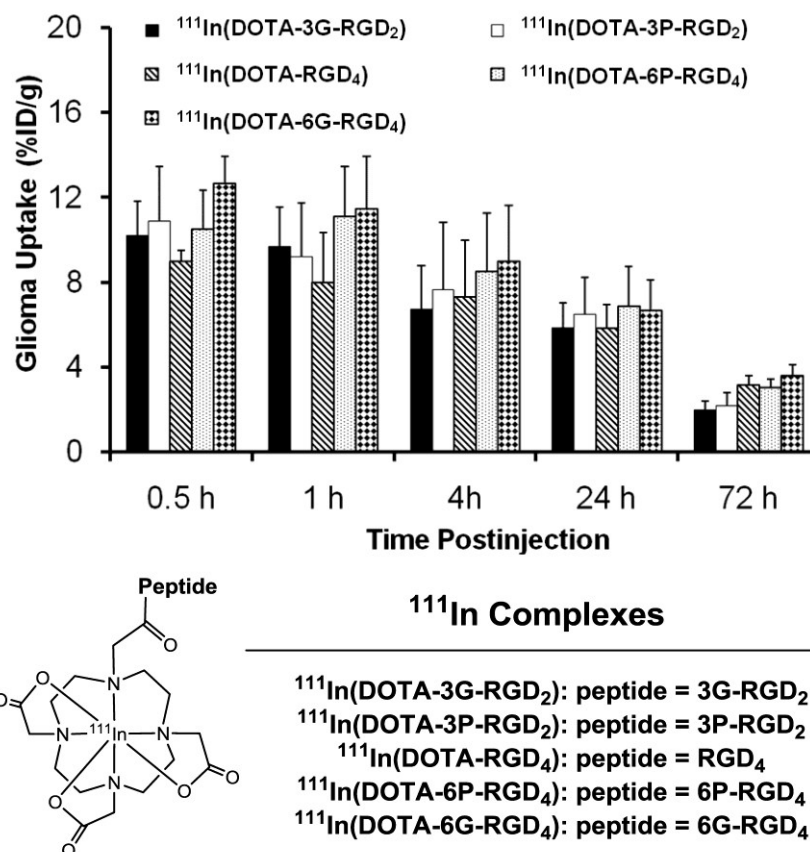 20
16
12
8
4
0
Glioma Uptake (%ID/g)
¹¹¹In(DOTA-3G-RGD₂)
¹¹¹In(DOTA-3P-RGD₂)
¹¹¹In(DOTA-RGD₄)
¹¹¹In(DOTA-6P-RGD₄)
¹¹¹In(DOTA-6G-RGD₄)
0.5 h
1 h
4h
24 h
72 h
Time Postinjection
Peptide
O
O
O
N
N
¹¹¹In
N
N
O
O
O
O
¹¹¹In Complexes
¹¹¹In(DOTA-3G-RGD₂): peptide = 3G-RGD₂
¹¹¹In(DOTA-3P-RGD₂): peptide = 3P-RGD₂
¹¹¹In(DOTA-RGD₄): peptide = RGD₄
¹¹¹In(DOTA-6P-RGD₄): peptide = 6P-RGD₄
¹¹¹In(DOTA-6G-RGD₄): peptide = 6G-RGD₄